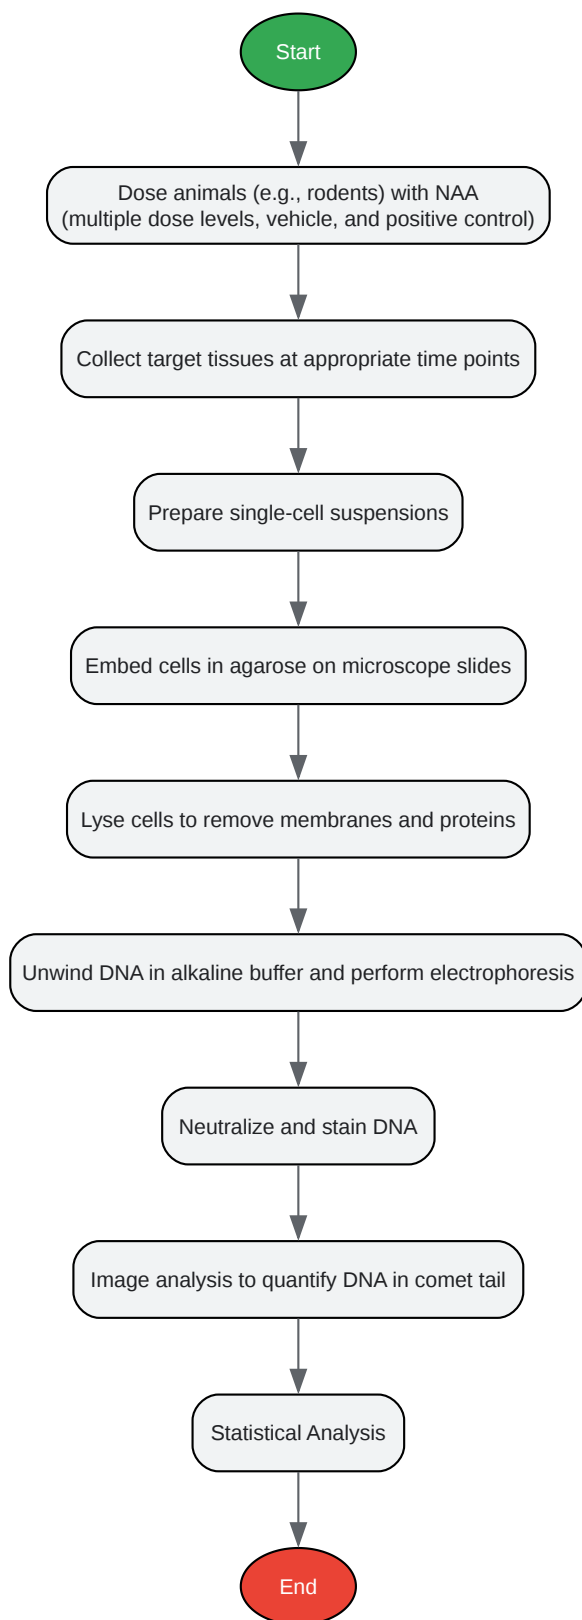 Start
Dose animals (e.g., rodents) with NAA
(multiple dose levels, vehicle, and positive control)
Collect target tissues at appropriate time points
Prepare single-cell suspensions
Embed cells in agarose on microscope slides
Lyse cells to remove membranes and proteins
Unwind DNA in alkaline buffer and perform electrophoresis
Neutralize and stain DNA
Image analysis to quantify DNA in comet tail
Statistical Analysis
End